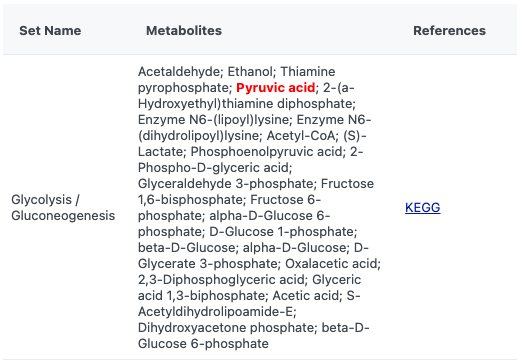 Set Name
Metabolites
References
Acetaldehyde; Ethanol; Thiamine
pyrophosphate; Pyruvic acid; 2-(a-
Hydroxyethyl)thiamine diphosphate;
Enzyme N6-(lipoyl)lysine; Enzyme N6-
(dihydrolipoyl)lysine; Acetyl-CoA; (S)-
Lactate; Phosphoenolpyruvic acid; 2-
Phospho-D-glyceric acid;
Glyceraldehyde 3-phosphate; Fructose
1,6-bisphosphate; Fructose 6-
phosphate; alpha-D-Glucose 6-
phosphate; D-Glucose 1-phosphate;
beta-D-Glucose; alpha-D-Glucose; D-
Glycerate 3-phosphate; Oxalacetic acid;
2,3-Diphosphoglyceric acid; Glyceric
acid 1,3-biphosphate; Acetic acid; S-
Acetyldihydrolipoamide-E;
Dihydroxyacetone phosphate; beta-D-
Glucose 6-phosphate
Glycolysis /
Gluconeogenesis
KEGG